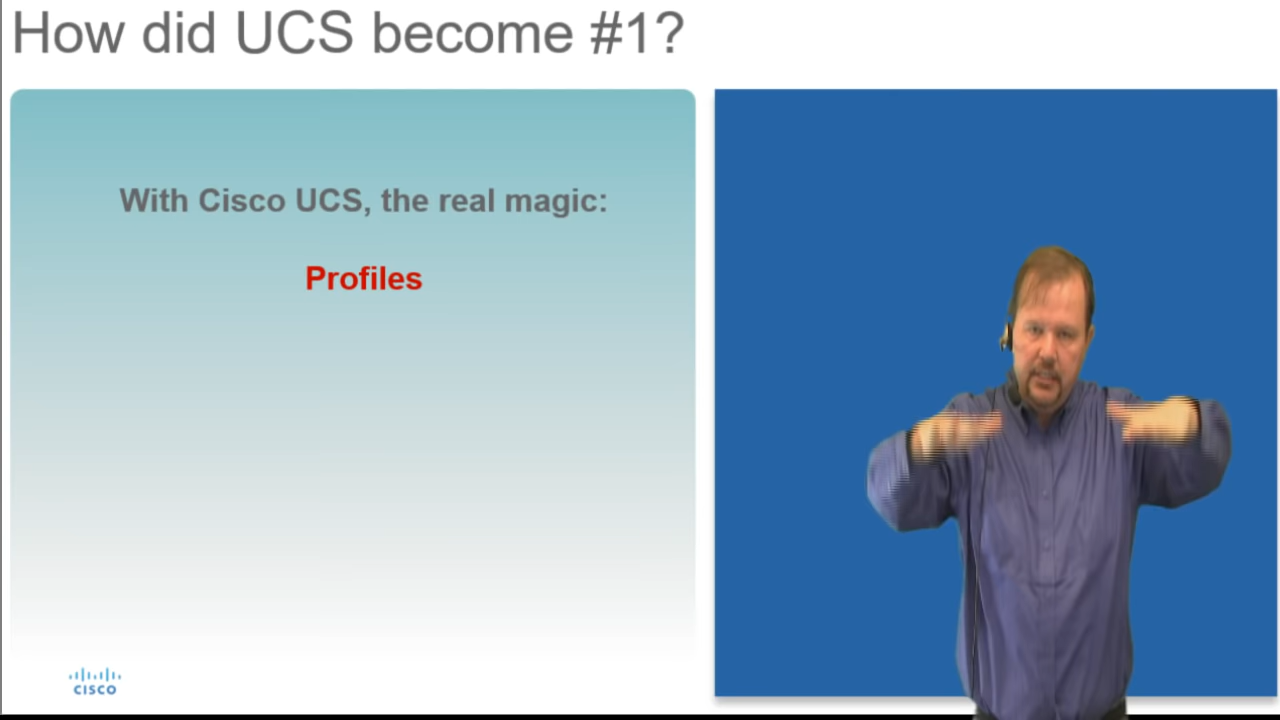 How did UCS become #1?
With Cisco UCS, the real magic:
Profiles
CISCO